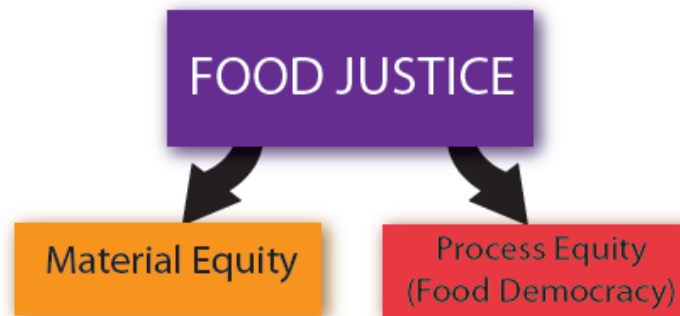 FOOD JUSTICE
Material Equity
Process Equity
(Food Democracy)